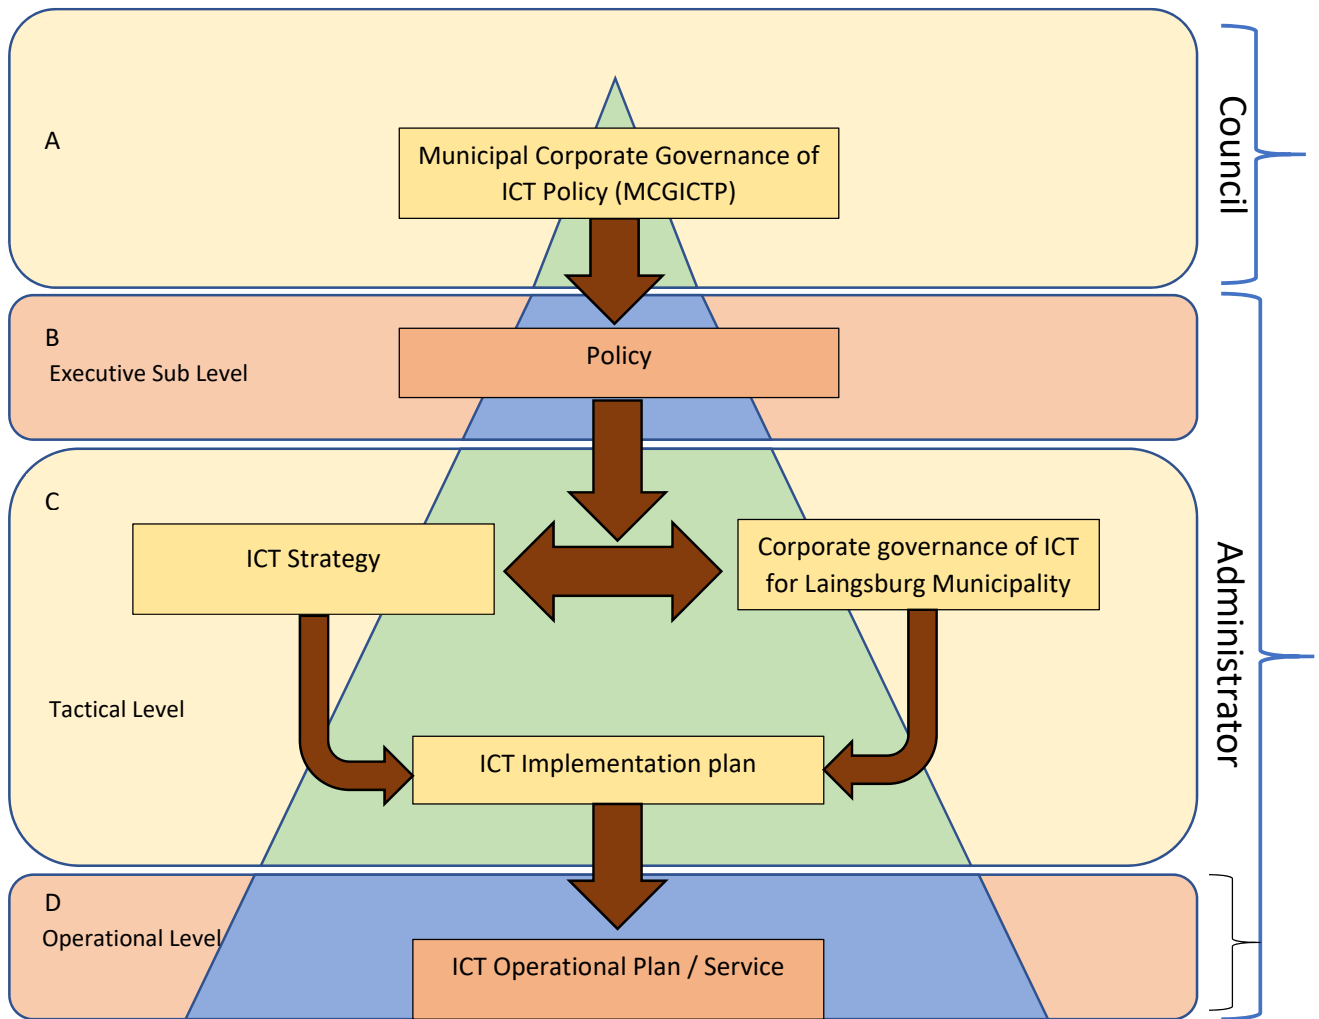 A
Municipal Corporate Governance of
ICT Policy (MCGICTP)
Council
B
Executive Sub Level
Policy
C
ICT Strategy
Corporate governance of ICT
for Laingsburg Municipality
Administrator
Tactical Level
ICT Implementation plan
D
Operational Level
ICT Operational Plan / Service